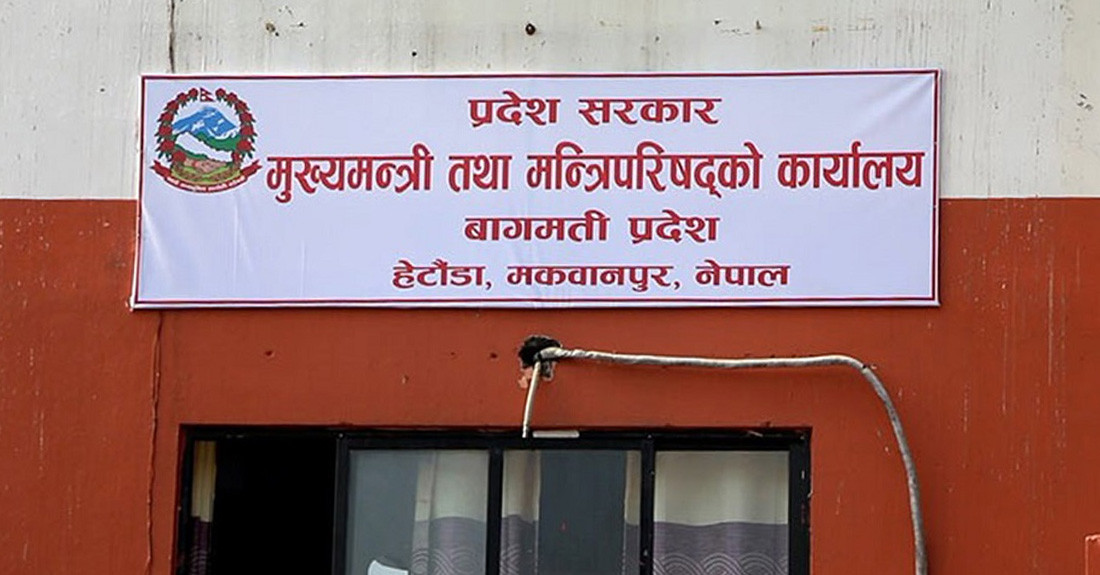 प्रदेश सरकार
मुख्यमन्त्री तथा मन्त्रिपरिषद्को कार्यालय
बागमती प्रदेश
हेटौंडा, मकवानपुर, नेपाल